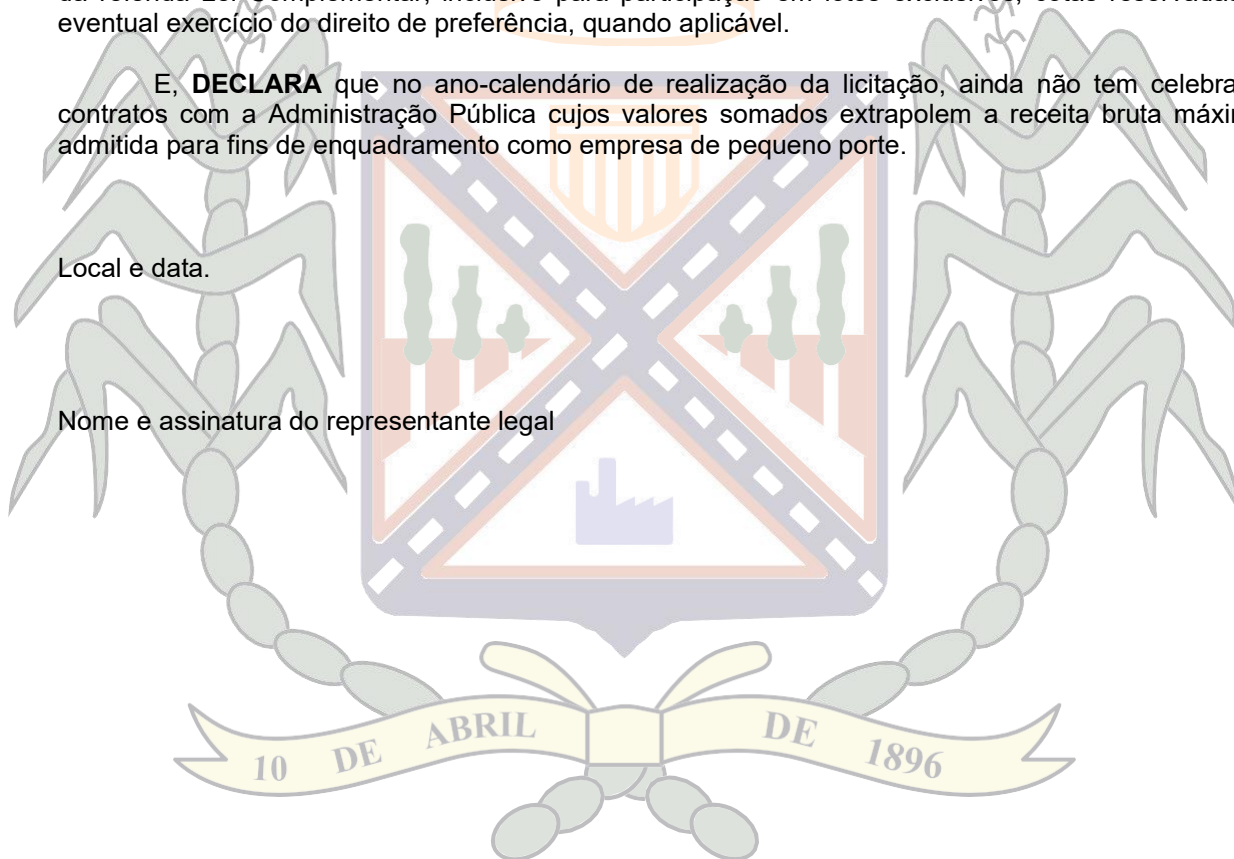 eventual exercício do direito de preferência, quando aplicável.
E, DECLARA que no ano-calendário de realização da licitação, ainda não tem
contratos com a Administração Pública cujos valores somados extrapolem a receita bruta
admitida para fins de enquadramento como empresa de pequeno porte.
Local e data.
Nome e assinatura do representante legal
10 DE ABRIL DE 1896